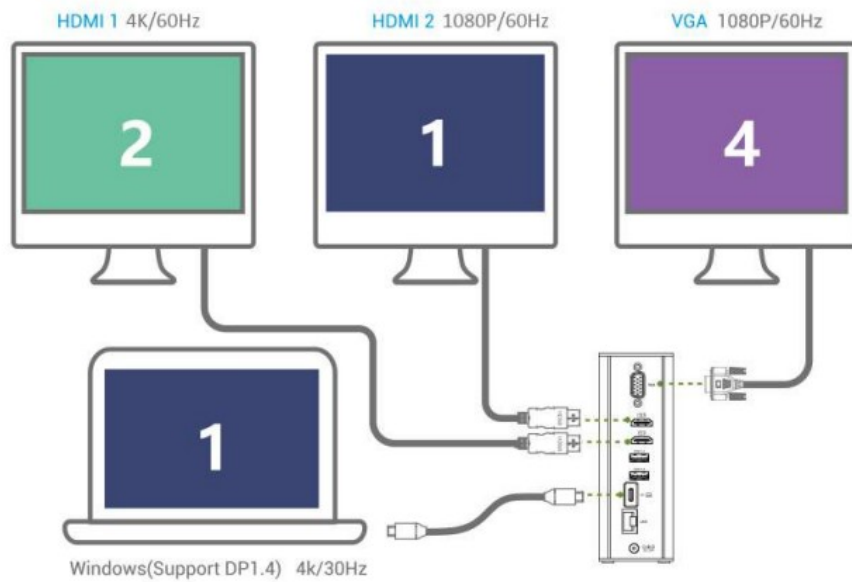 HDMI 1 4K/60Hz
HDMI 2 1080P/60Hz
VGA 1080P/60Hz
2
1
4
1
Windows(Support DP1.4) 4k/30Hz